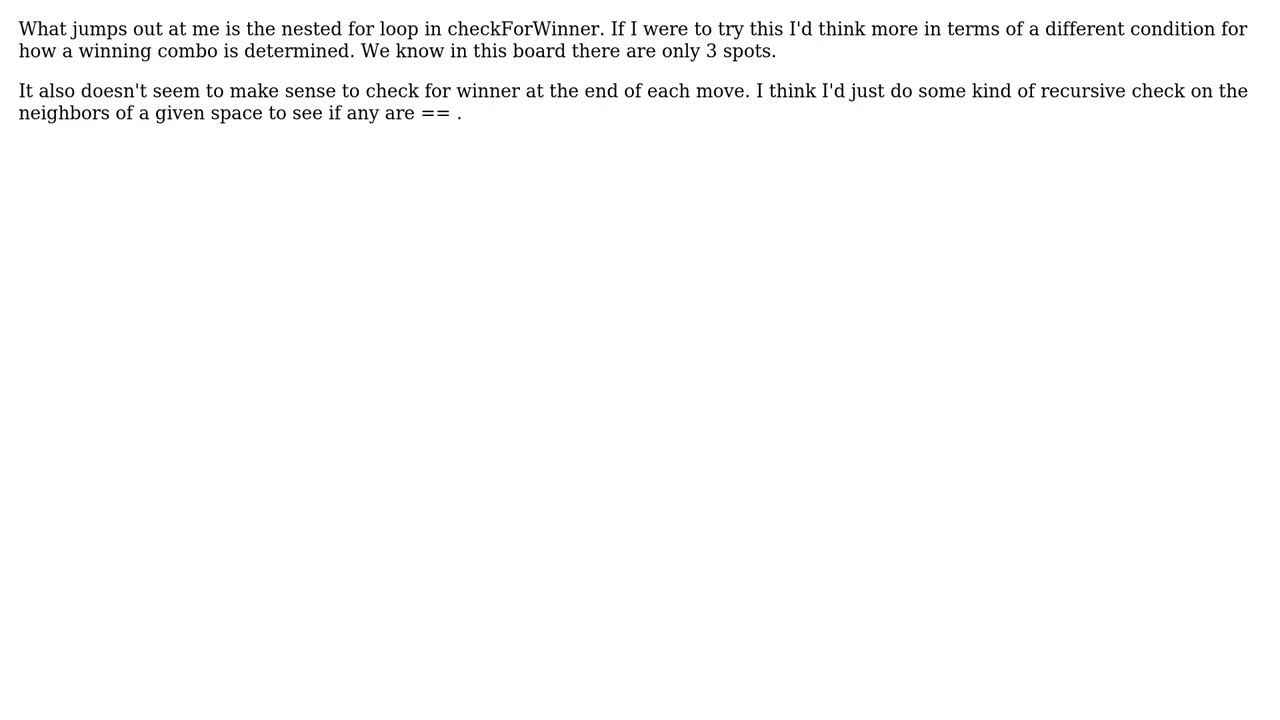 What jumps out at me is the nested for loop in checkForWinner. If I were to try this I'd think more in terms of a different condition for
how a winning combo is determined. We know in this board there are only 3 spots.
It also doesn't seem to make sense to check for winner at the end of each move. I think I'd just do some kind of recursive check on the
neighbors of a given space to see if any are == .